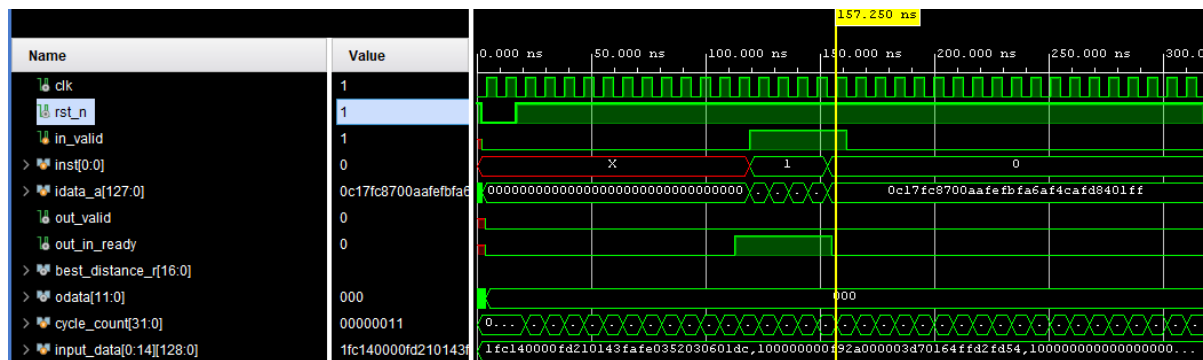 157.250 ns
Name Value 0.000 ns 50.000 ns 100.000 ns 150.000 ns 200.000 ns 250.000 ns 300.0
clk 1
rst_n 1
in_valid 1
inst[0:0] 0 X 1 0
idata_a[127:0] 0c17fc8700aafefbfa6 00000000000000000000000000000000 0c17fc8700aafefbfa6af4cafd8401ff
out_valid 0
out_in_ready 0
best_distance_r[16:0]
odata[11:0] 000 000
cycle_count[31:0] 00000011 0...
input_data[0:14][128:0] 1fc140000fd210143f 1fc140000fd210143fafe0352030601dc,100000000f92a000003d70164ffd2fd54,1000000000000000...